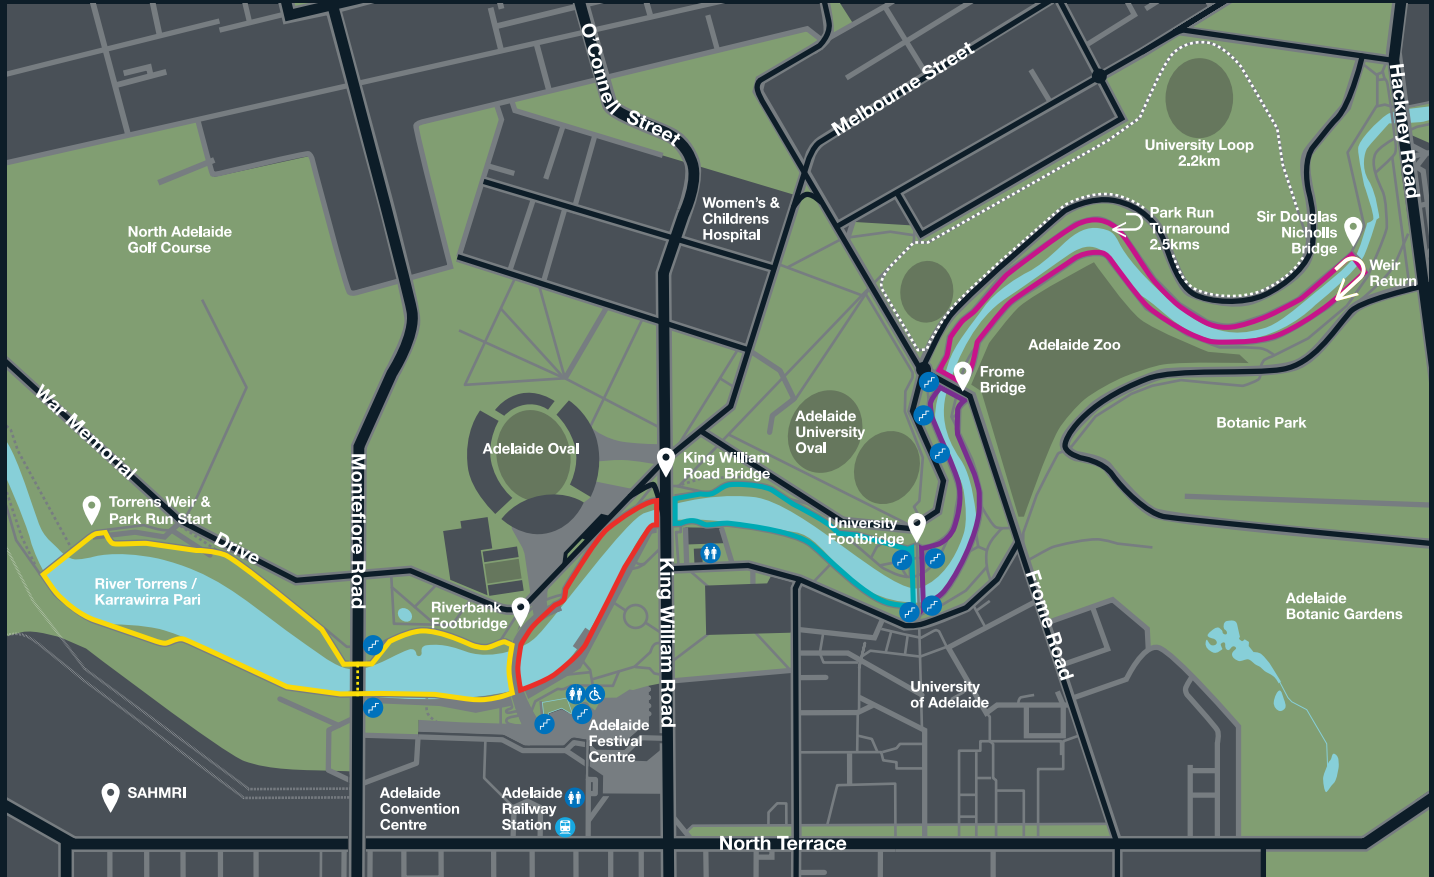 O'Connell Street
Melbourne Street
Hackney Road
University Loop
2.2km
North Adelaide
Golf Course
Women's &
Childrens
Hospital
Park Run
Turnaround
2.5kms
Sir Douglas
Nicholls
Bridge
Weir
Return
Adelaide Zoo
Frome
Bridge
War Memorial
Drive
Adelaide Oval
Adelaide
University
Oval
Botanic Park
King William
Road Bridge
Montefiore Road
Torrens Weir &
Park Run Start
University
Footbridge
River Torrens /
Karrawirra Pari
Riverbank
Footbridge
King William Road
Frome Road
Adelaide
Botanic Gardens
University
of Adelaide
Adelaide
Festival
Centre
SAHMRI
Adelaide
Convention
Centre
Adelaide
Railway
Station
North Terrace